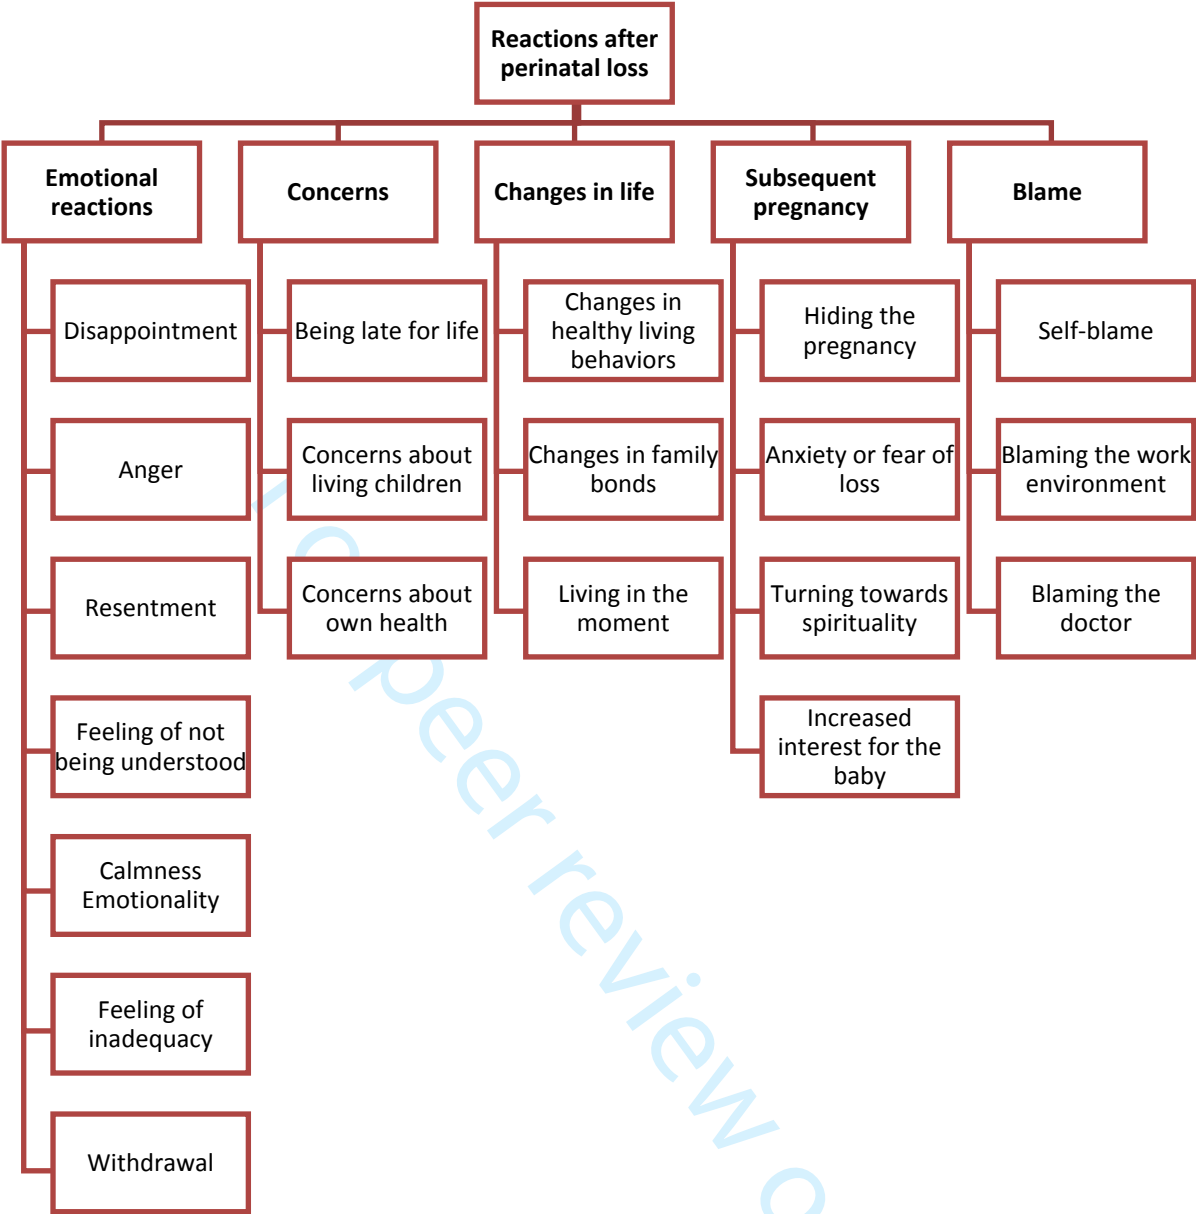 Reactions after
perinatal loss
Emotional
reactions
Concerns
Changes in life
Subsequent
pregnancy
Blame
Disappointment
Anger
Resentment
Feeling of not
being understood
Calmness
Emotionality
Feeling of
inadequacy
Withdrawal
Being late for life
Concerns about
living children
Concerns about
own health
Changes in
healthy living
behaviors
Changes in family
bonds
Living in the
moment
Hiding the
pregnancy
Anxiety or fear of
loss
Turning towards
spirituality
Increased
interest for the
baby
Self-blame
Blaming the work
environment
Blaming the
doctor
peer review